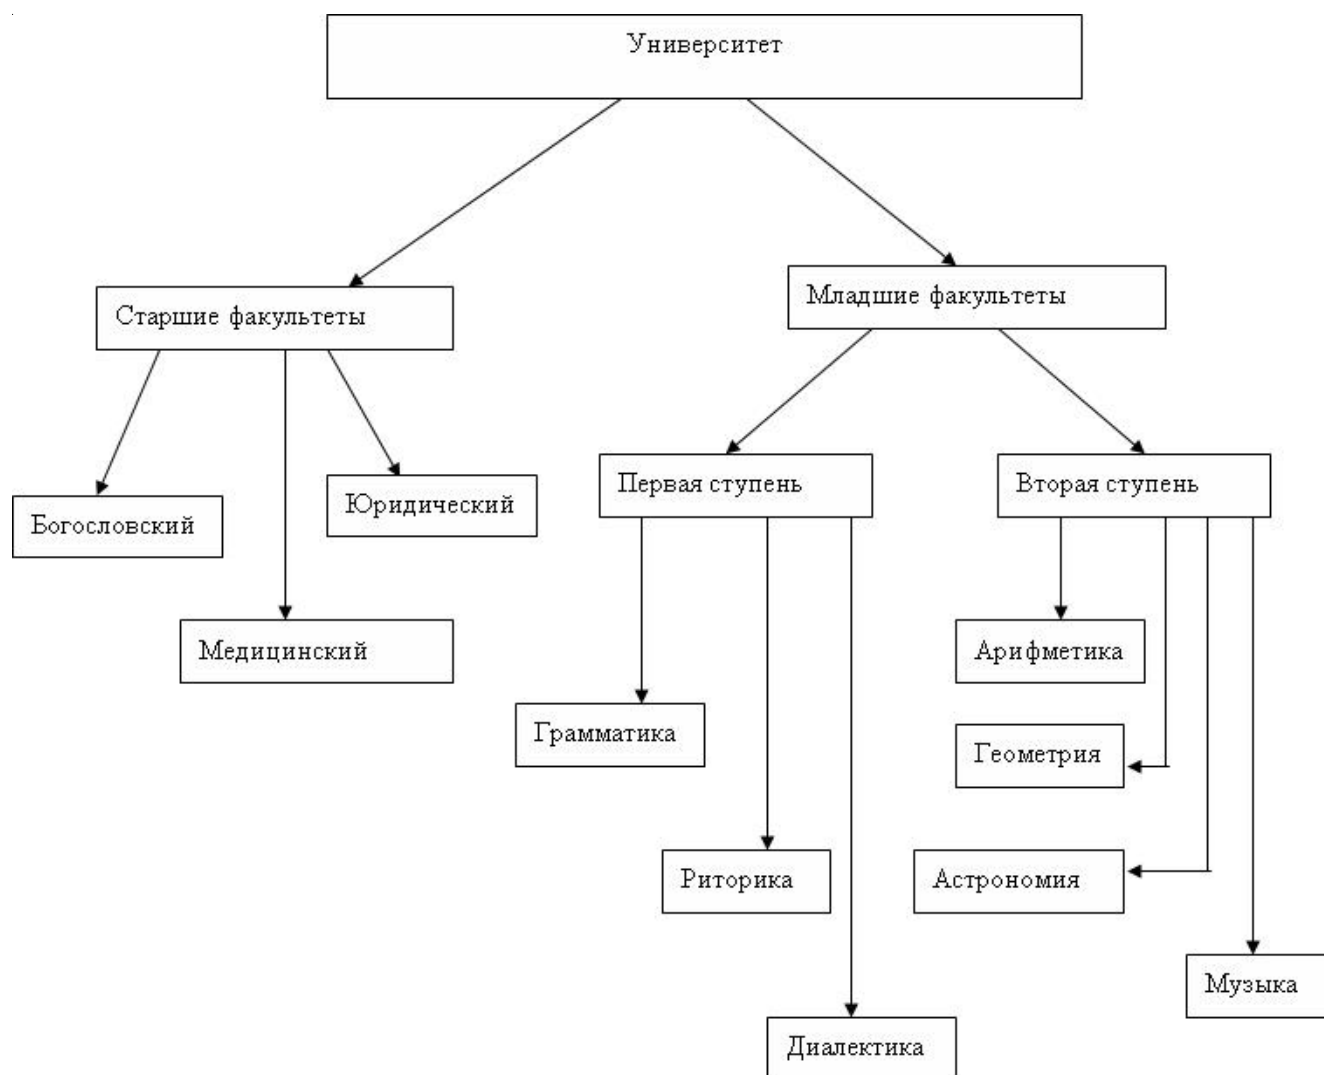 Университет
Старшие факультеты
Младшие факультеты
Богословский
Юридический
Медицинский
Первая ступень
Вторая ступень
Грамматика
Риторика
Диалектика
Арифметика
Геометрия
Астрономия
Музыка